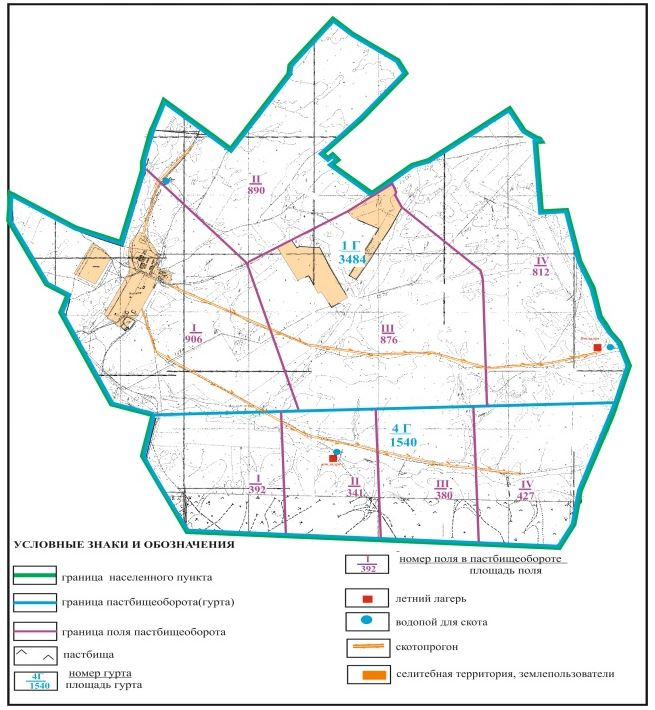 II
890
1 Г
3484
IV
812
I
906
III
876
4 Г
1540
I
392
II
341
III
380
IV
427
УСЛОВНЫЕ ЗНАКИ И ОБОЗНАЧЕНИЯ
граница населенного пункта
граница пастбищеоборота(гурта)
граница поля пастбищеоборота
пастбища
4Г
1540
номер гурта
площадь гурта
I
392
номер поля в пастбищеобороте
площадь поля
летний лагерь
водопой для скота
скотопрогон
селитебная территория, землепользователи